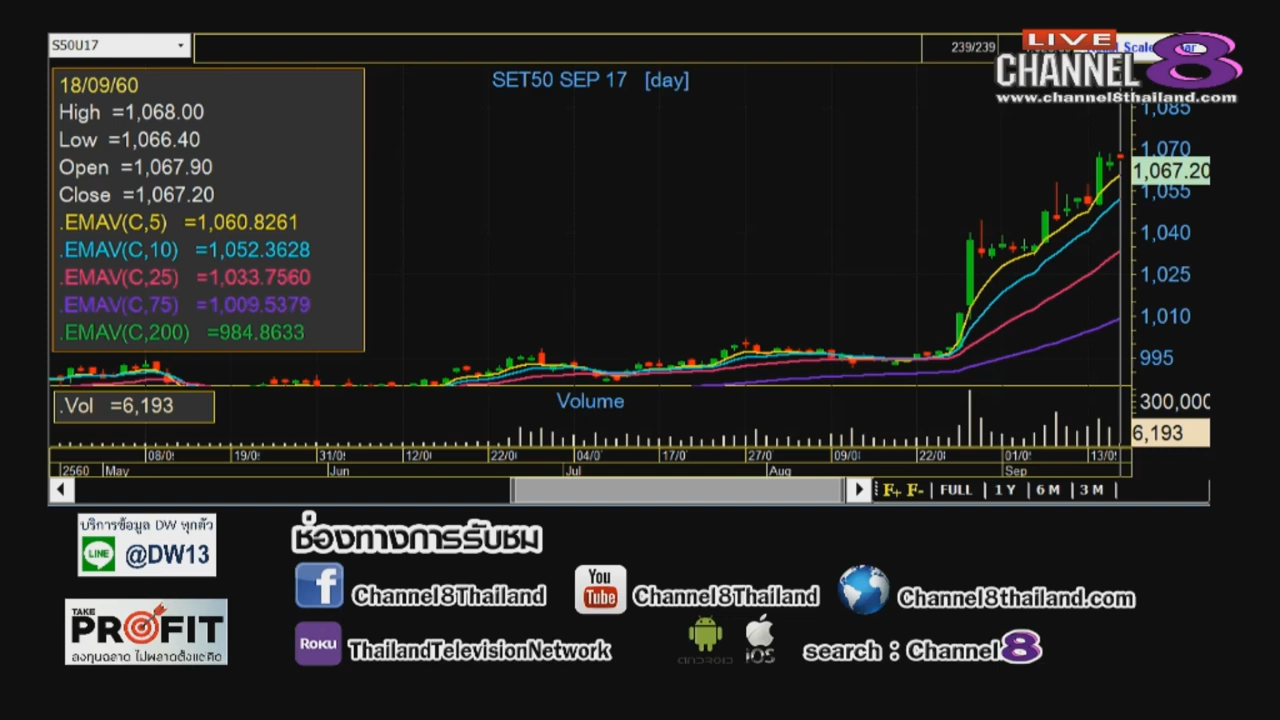 S50U17
239/239
LIVE
CHANNEL 8
www.channel8thailand.com
18/09/60
High =1,068.00
Low =1,066.40
Open =1,067.90
Close =1,067.20
.EMAV(C,5) =1,060.8261
.EMAV(C,10) =1,052.3628
.EMAV(C,25) =1,033.7560
.EMAV(C,75) =1,009.5379
.EMAV(C,200) =984.8633
SET50 SEP 17 [day]
1,085
1,070
1,067.20
1,055
1,040
1,025
1,010
995
.Vol =6,193
Volume
300,000
6,193
08/0 19/0 31/0 12/0 22/0 04/0 17/0 27/0 09/0 22/0 01/0 13/0
2560 May Jun Jul Aug Sep
F+ F- FULL 1 Y 6 M 3 M
บริการข้อมูล DW ทุกตัว
LINE @DW13
TAKE
PROFIT
ลงทุนฉลาด ไม่พลาดตั้งแต่คิด
ช่องทางการรับชม
f Channel8Thailand
You Tube Channel8Thailand
Channel8thailand.com
ROKU ThailandTelevisionNetwork
ANDROID iOS
search : Channel 8